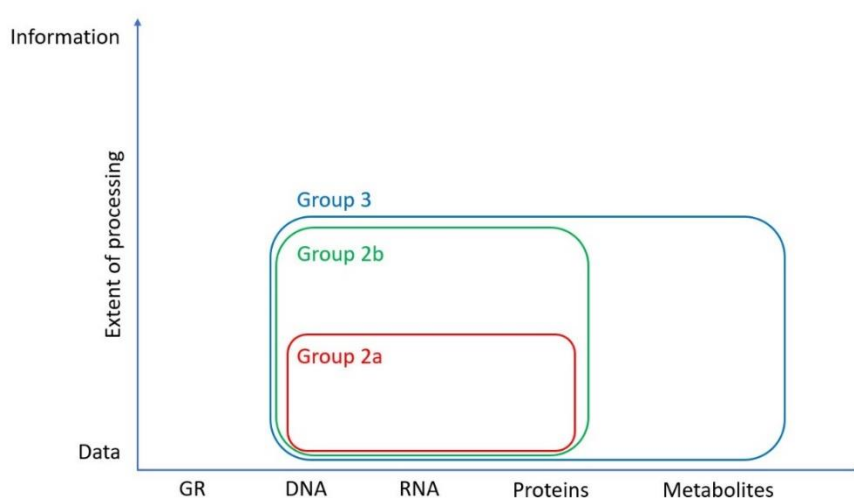 Information
Extent of processing
Group 3
Group 2b
Group 2a
Data
GR DNA RNA Proteins Metabolites